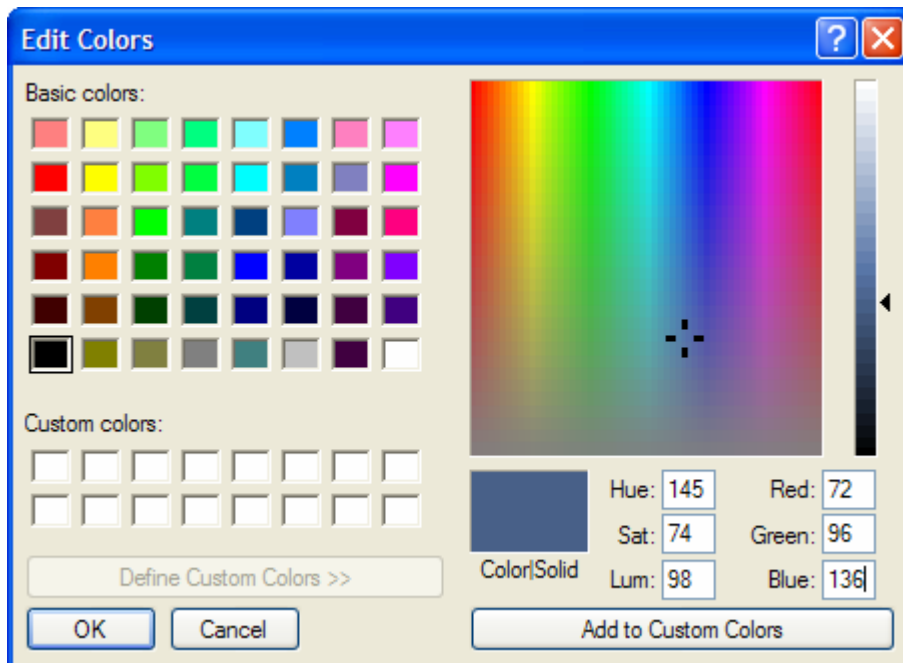 Edit Colors
Basic colors:
Custom colors:
Define Custom Colors >>
OK Cancel
Color|Solid
Hue: 145 Red: 72
Sat: 74 Green: 96
Lum: 98 Blue: 136
Add to Custom Colors